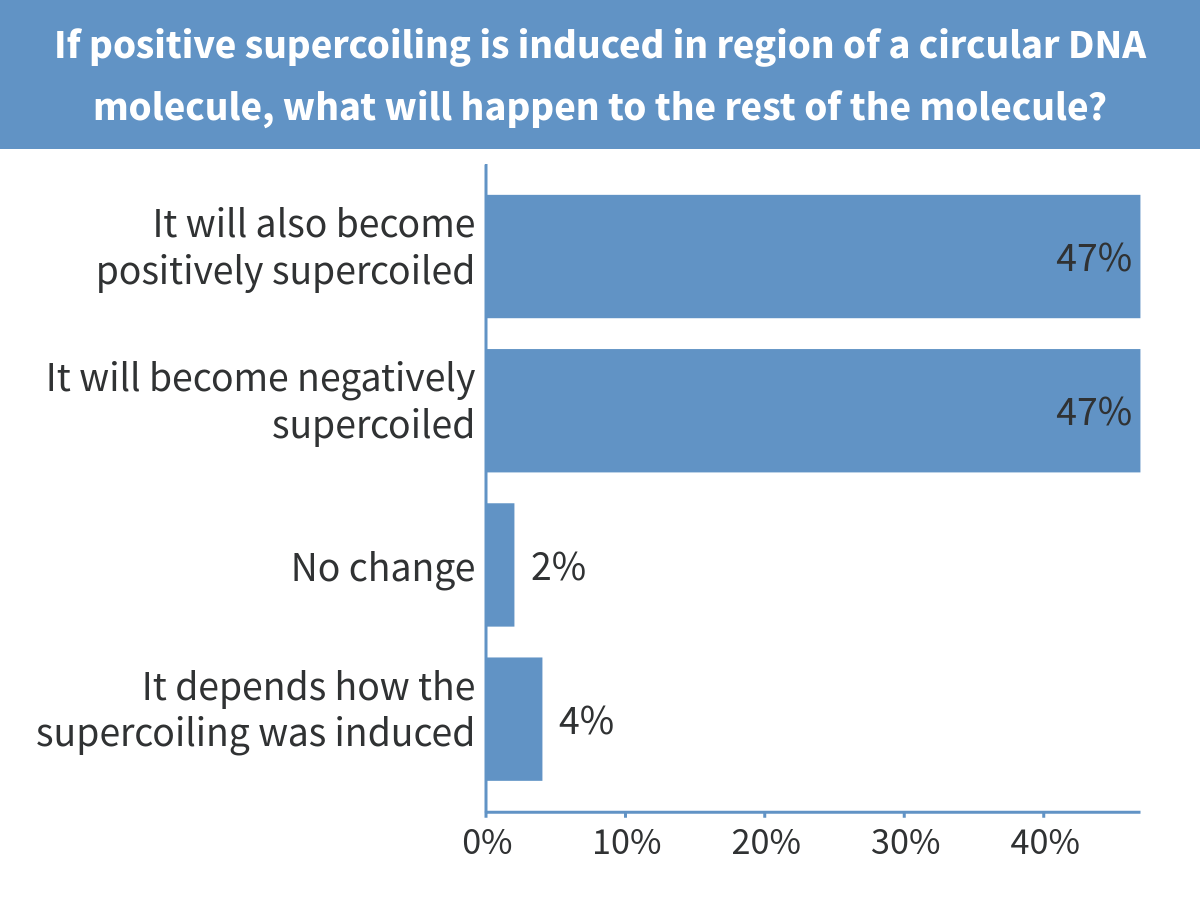 If positive supercoiling is induced in region of a circular DNA
molecule, what will happen to the rest of the molecule?
It will also become
positively supercoiled
47%
It will become negatively
supercoiled
47%
No change
2%
It depends how the
supercoiling was induced
4%
0%
10%
20%
30%
40%